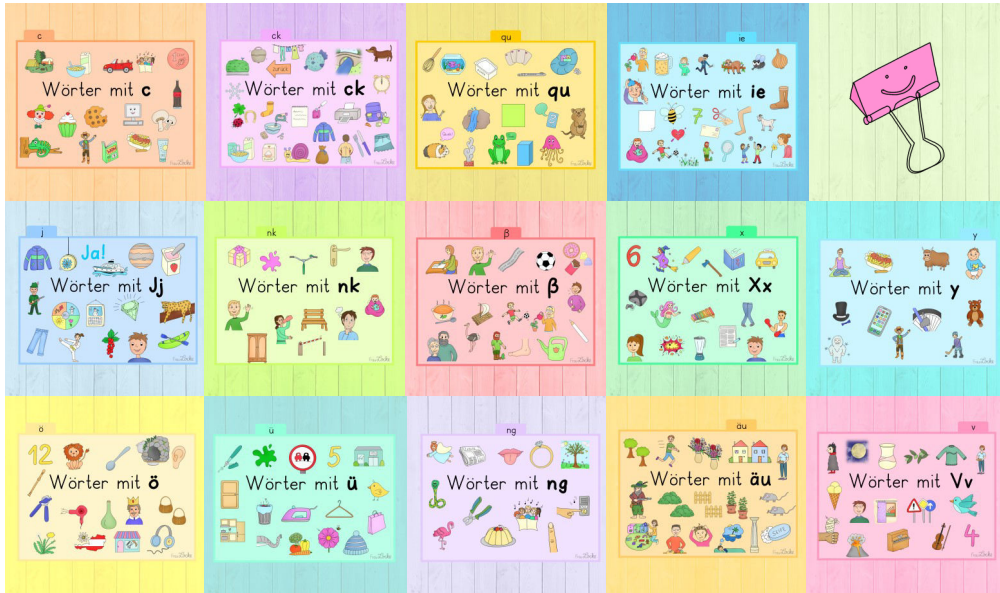 c
Wörter mit c
ck
zurück
Wörter mit ck
qu
Wörter mit qu
ie
Wörter mit ie
7
j
Ja!
Wörter mit Jj
nk
Wörter mit nk
β
Wörter mit β
x
6
Wörter mit Xx
y
Wörter mit y
ö
12
Wörter mit ö
ü
5
Wörter mit ü
ng
Wörter mit ng
äu
Wörter mit äu
v
Wörter mit Vv
4